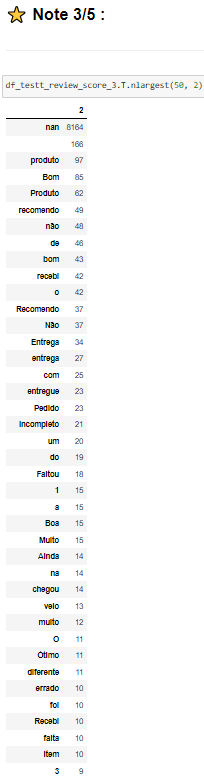 Note 3/5 :
df_testt_review_score_3.T.nlargest(50, 2)
2
nan 8164
166
produto 97
Bom 85
Produto 62
recomendo 49
não 48
de 46
bom 43
recebi 42
o 42
Recomendo 37
Não 37
Entrega 34
entrega 27
com 25
entregue 23
Pedido 23
Incompleto 21
um 20
do 19
Faltou 18
1 15
a 15
Boa 15
Muito 15
Ainda 14
na 14
chegou 14
veio 13
muito 12
O 11
Ótimo 11
diferente 11
errado 10
foi 10
Recebi 10
falta 10
item 10
3 9